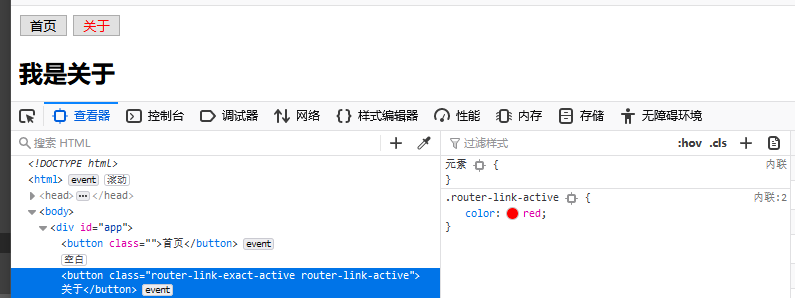 首页 关于
我是关于
查看器 控制台 调试器 网络 样式编辑器 性能 内存 存储 无障碍环境
搜索 HTML 过滤样式 :hov .cls
<!DOCTYPE html>
<html> event 滚动
<head> ••• </head>
<body>
<div id="app">
<button class="">首页</button> event
空白
<button class="router-link-exact-active router-link-active">
关于</button> event
元素 { 内联
}
.router-link-active { 内联:2
color: red;
}